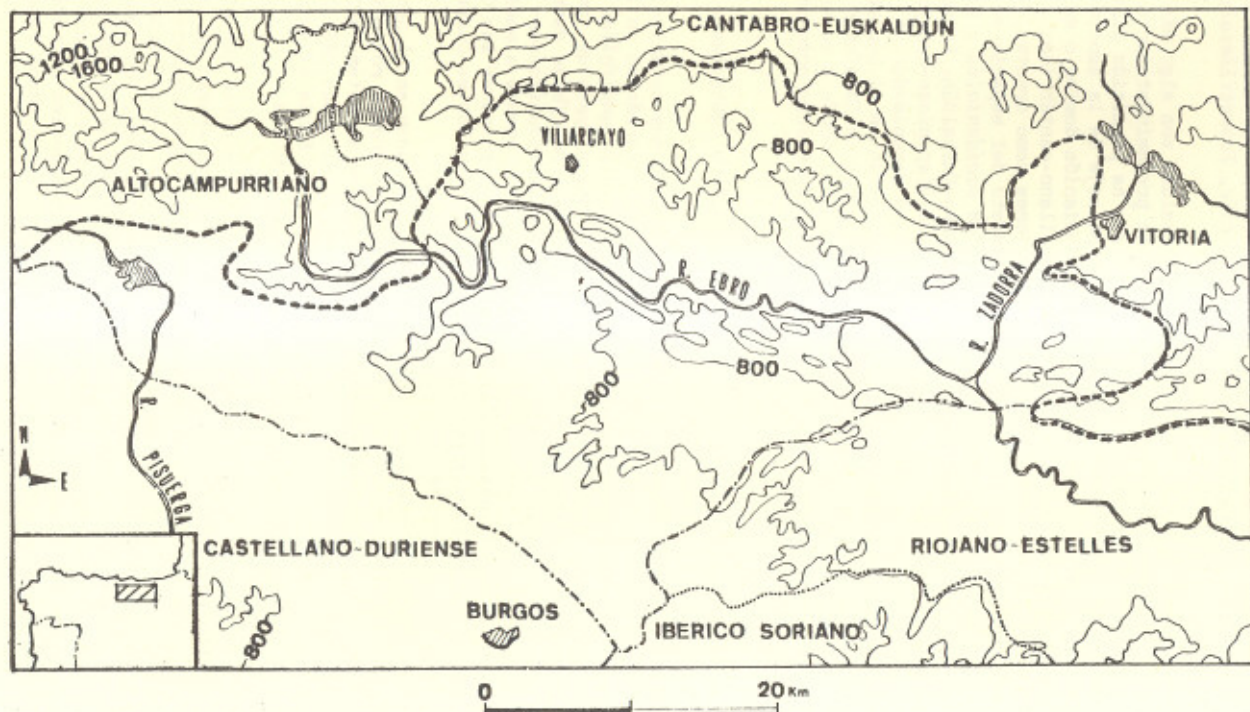 CANTABRO-EUSKALDUN
1200
1600
800
VILLARCAYO
800
ALTOCAMPURRIANO
VITORIA
R. EBRO
R. ZADORRA
800
800
R. PISUERGA
N
E
CASTELLANO-DURIENSE
RIOJANO-ESTELLES
BURGOS
IBERICO SORIANO
800
0 20 Km